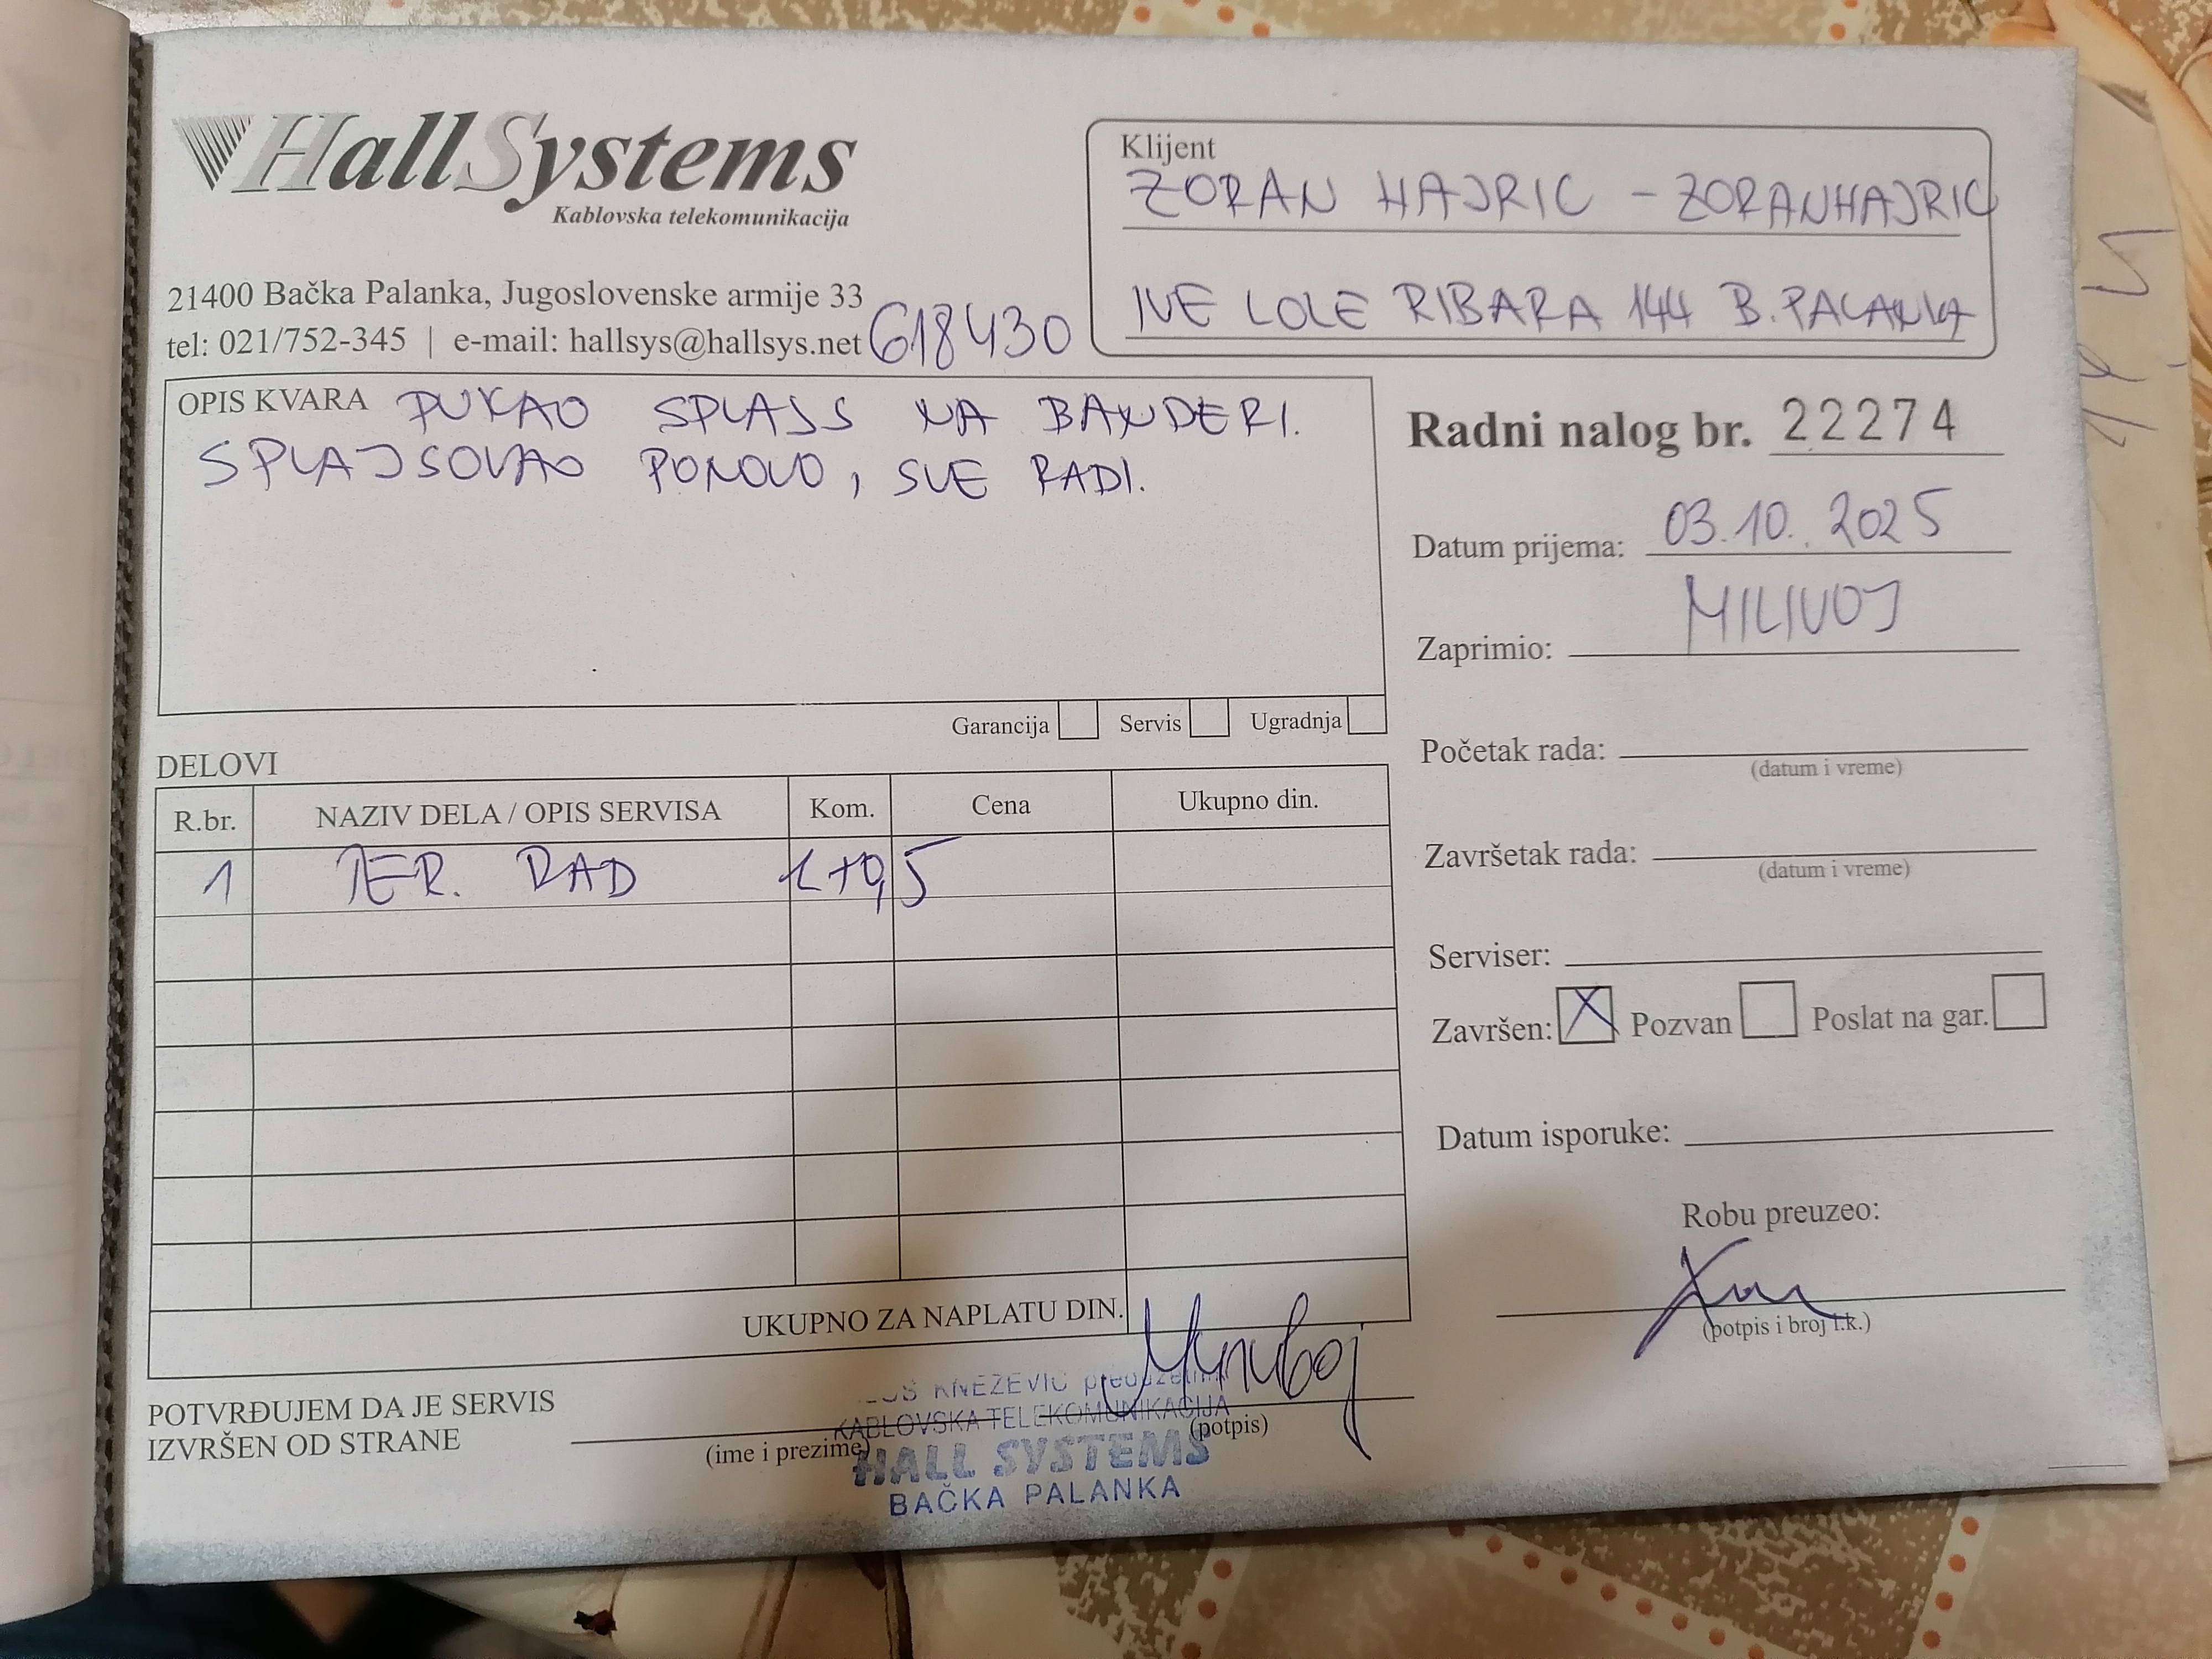 HallSystems
Kablovska telekomunikacija
21400 Bačka Palanka, Jugoslovenske armije 33
tel: 021/752-345 | e-mail: hallsys@hallsys.net
618430
Klijent
ZORAN HAJRIC - ZORANHAJRIC
IVE LOLE RIBARA 144 B. PALANKA
OPIS KVARA PUKAO SPLAJS NA BANDERI.
SPLAJSOVAO PONOVO, SVE RADI.
Garancija Servis Ugradnja
Radni nalog br. 22274
Datum prijema: 03.10.2025
Zaprimio: MILIVOJ
Početak rada:
(datum i vreme)
Završetak rada:
(datum i vreme)
Serviser:
Završen: X Pozvan Poslat na gar.
Datum isporuke:
Robu preuzeo:
(potpis i broj l.k.)
DELOVI
R.br. NAZIV DELA / OPIS SERVISA Kom. Cena Ukupno din.
1 TER. RAD 1+0,5
UKUPNO ZA NAPLATU DIN.
POTVRĐUJEM DA JE SERVIS
IZVRŠEN OD STRANE
(ime i prezime)
(potpis)
KNEZEVIC preduzetnik
KABLOVSKA TELEKOMUNIKACIJA
HALL SYSTEMS
BAČKA PALANKA